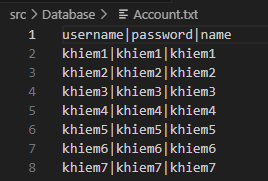 src > Database > Account.txt
1 username|password|name
2 khiem1|khiem1|khiem1
3 khiem2|khiem2|khiem2
4 khiem3|khiem3|khiem3
5 khiem4|khiem4|khiem4
6 khiem5|khiem5|khiem5
7 khiem6|khiem6|khiem6
8 khiem7|khiem7|khiem7